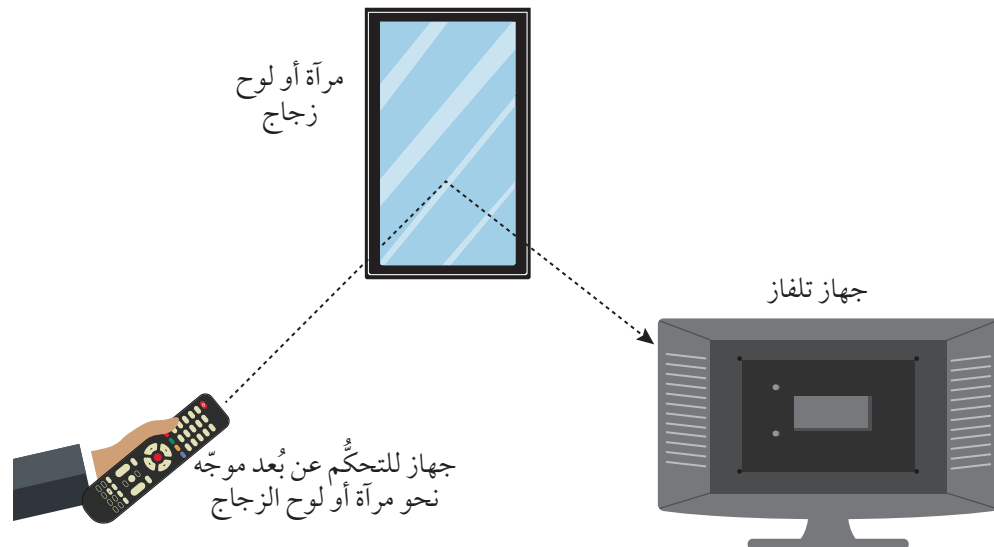 مرآة أو لوح
زجاج
جهاز تلفاز
جهاز للتحكُّم عن بُعد موجّه
نحو مرآة أو لوح الزجاج